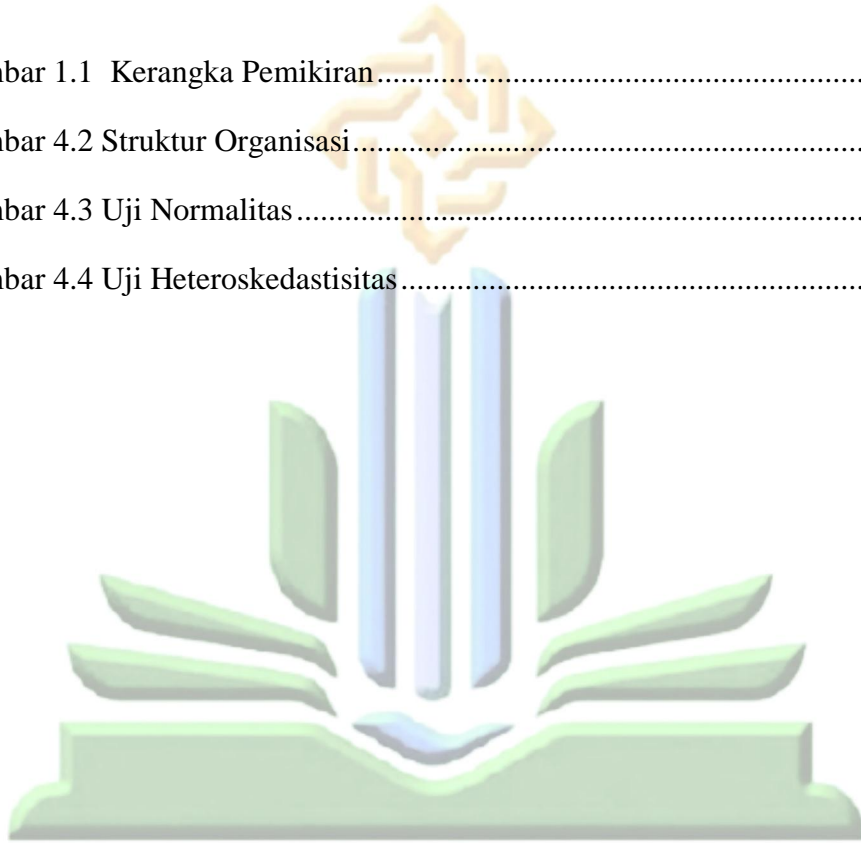 mbar 1.1  Kerangka Pemikiran............................................................
mbar 4.2 Struktur Organisasi...............................................................
mbar 4.3 Uji Normalitas......................................................................
mbar 4.4 Uji Heteroskedastisitas.........................................................